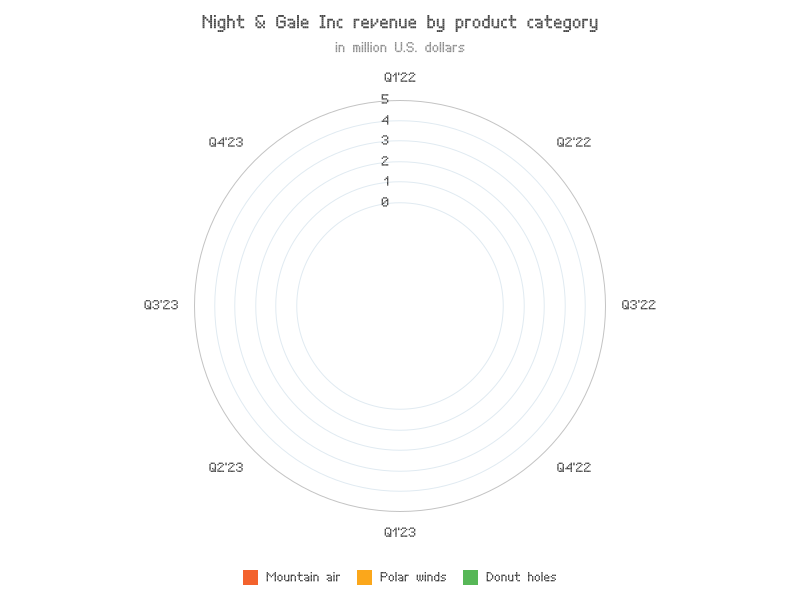 Night & Gale Inc revenue by product category
in million U.S. dollars
Q1'22
5
4
Q4'23
Q2'22
3
2
1
0
Q3'23
Q3'22
Q2'23
Q4'22
Q1'23
Mountain air
Polar winds
Donut holes